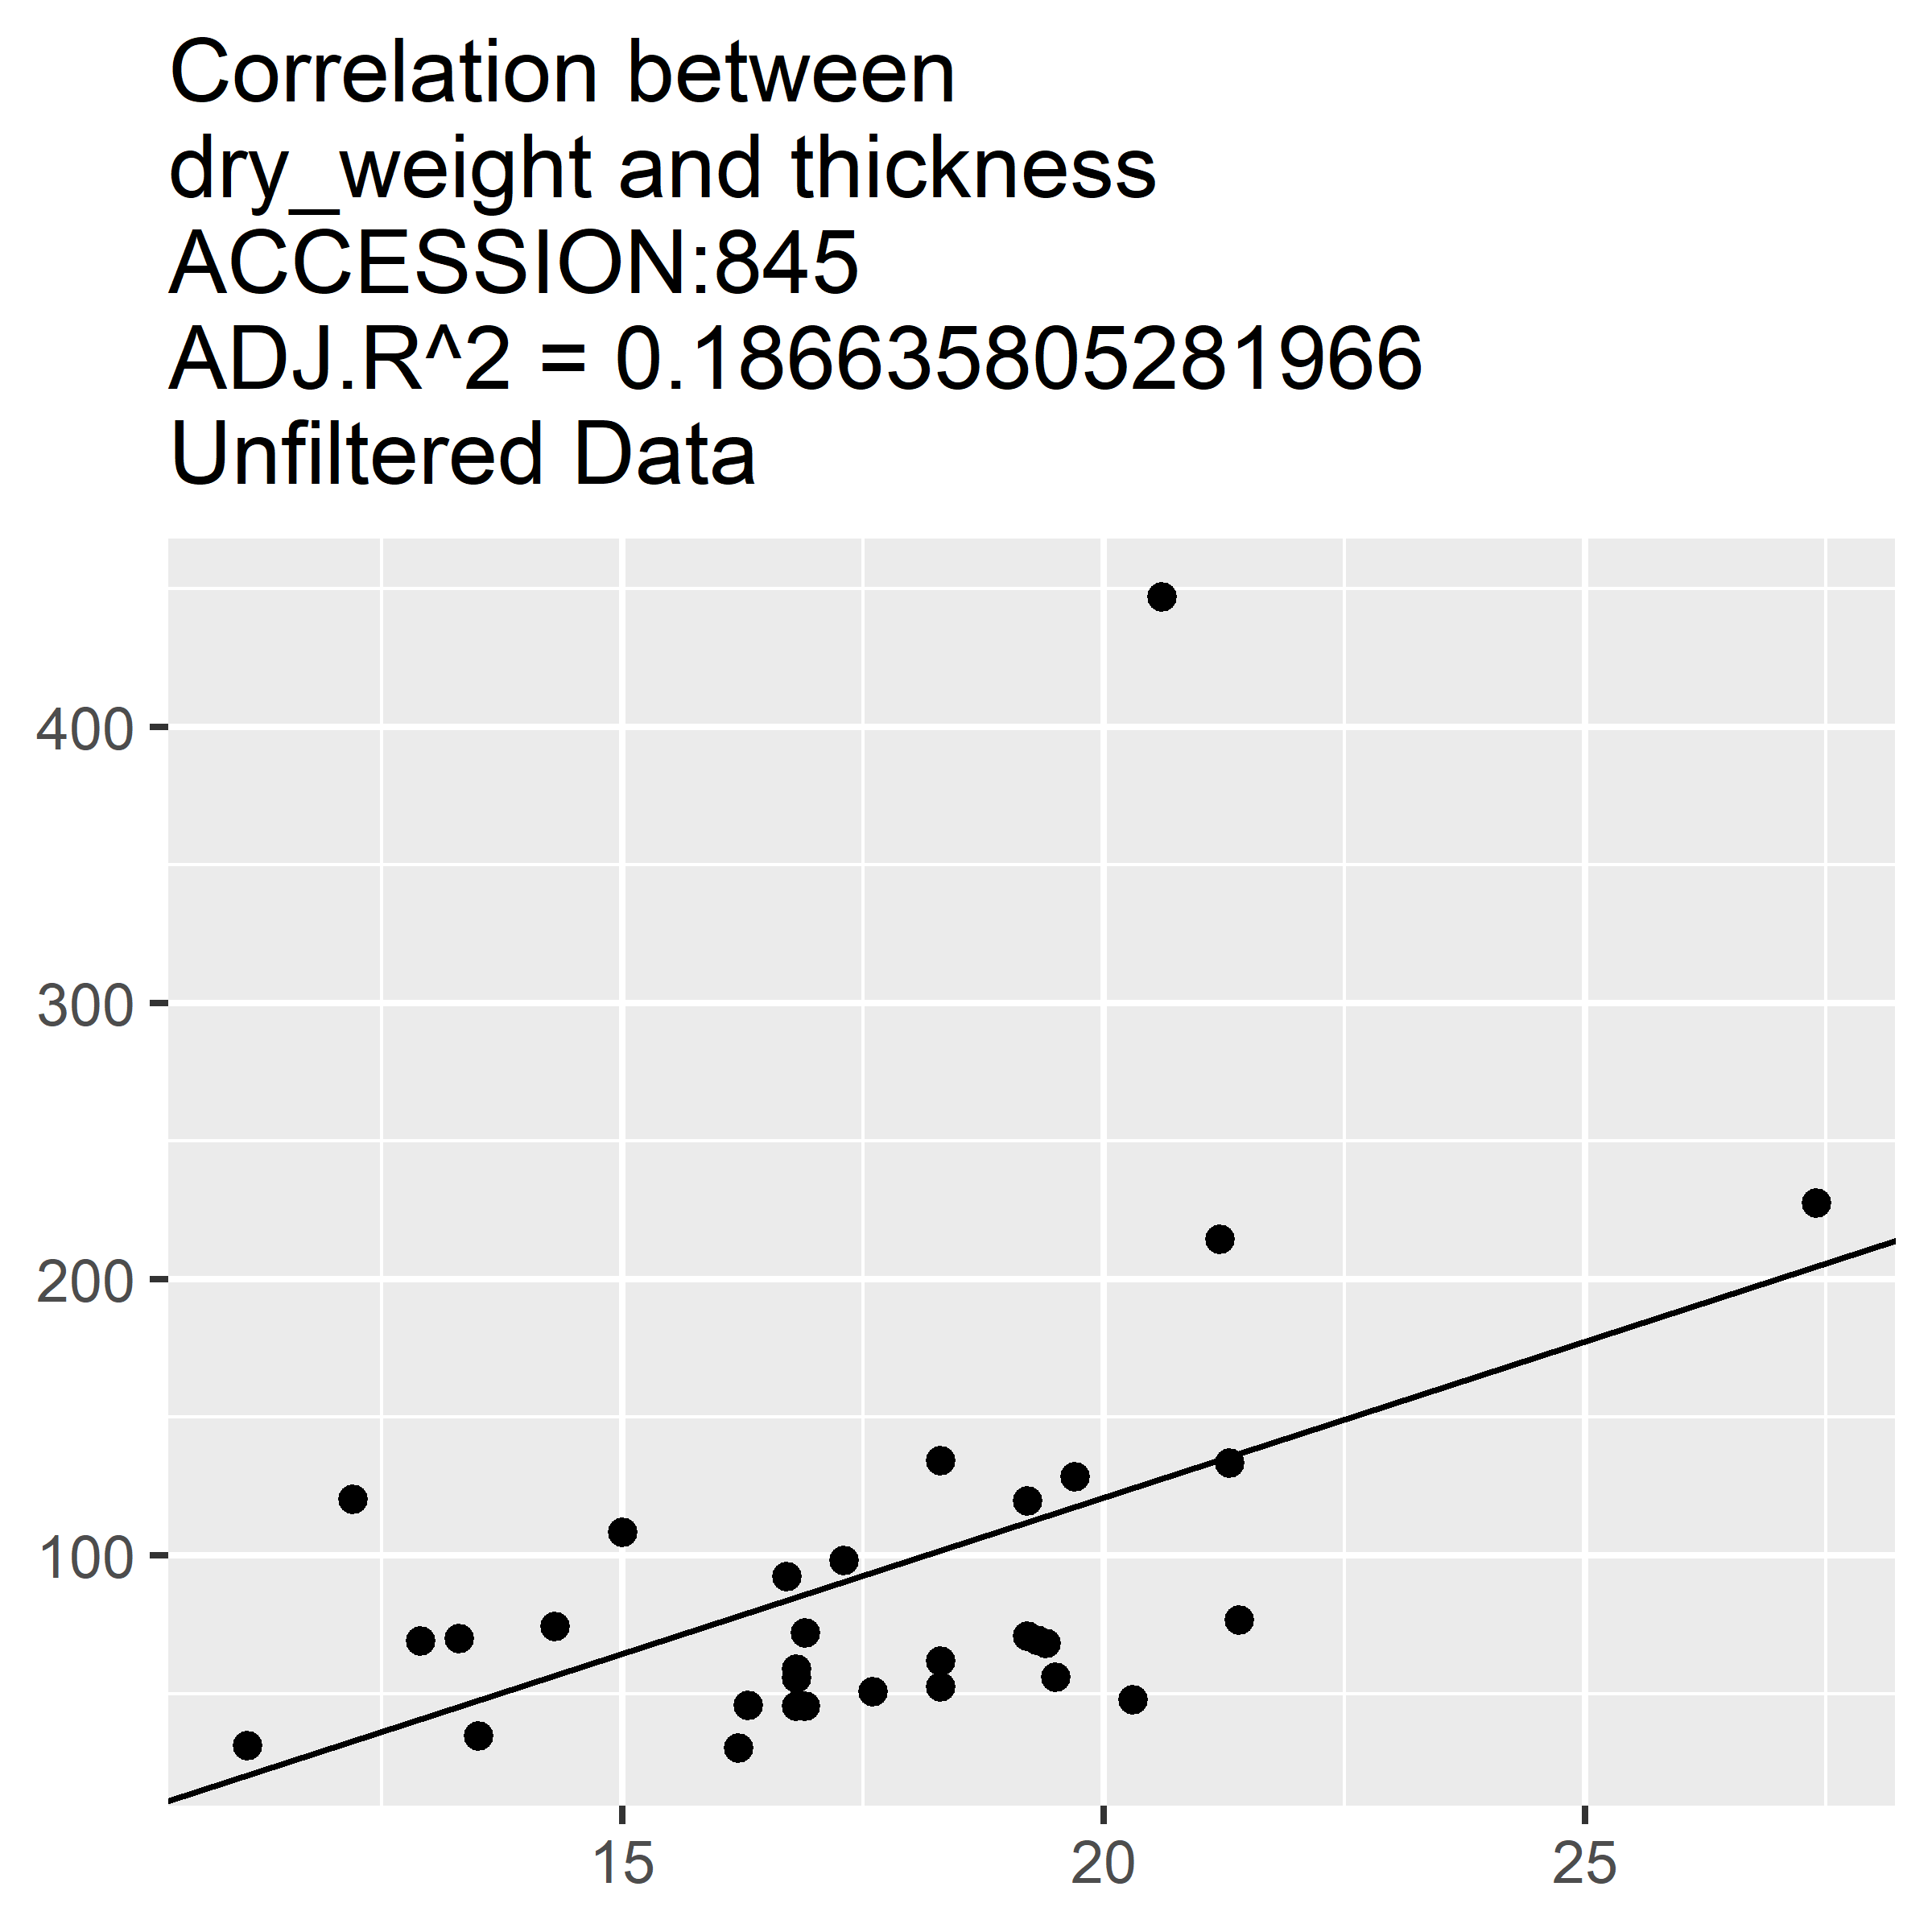 Correlation between
dry_weight and thickness
ACCESSION:845
ADJ.R^2 = 0.186635805281966
Unfiltered Data
400
300
200
100
15
20
25